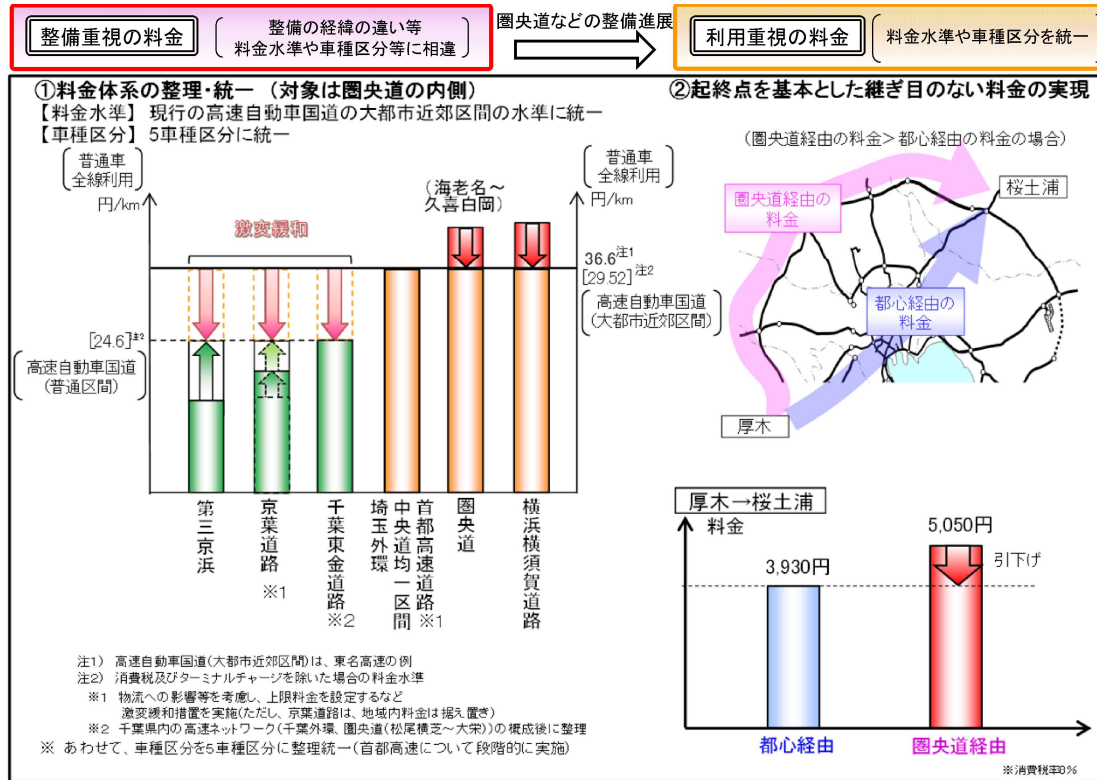 整備重視の料金
整備の経緯の違い等
料金水準や車種区分等に相違
圏央道などの整備進展
利用重視の料金
料金水準や車種区分を統一
①料金体系の整理・統一 (対象は圏央道の内側)
【料金水準】 現行の高速自動車国道の大都市近郊区間の水準に統一
【車種区分】 5車種区分に統一
普通車
全線利用
円/km
激変緩和
(海老名~
久喜白岡)
普通車
全線利用
円/km
36.6注1
[29.52]注2
高速自動車国道
(大都市近郊区間)
[24.6]注2
高速自動車国道
(普通区間)
第三京浜
京葉道路
※1
千葉東金道路
※2
埼玉外環
中央道均一区間
首都高速道路
※1
圏央道
横浜横須賀道路
注1) 高速自動車国道(大都市近郊区間)は、東名高速の例
注2) 消費税及びターミナルチャージを除いた場合の料金水準
※1 物流への影響等を考慮し、上限料金を設定するなど
激変緩和措置を実施(ただし、京葉道路は、地域内料金は据え置き)
※2 千葉県内の高速ネットワーク(千葉外環、圏央道(松尾横芝~大栄))の概成後に整理
※ あわせて、車種区分を5車種区分に整理統一(首都高速について段階的に実施)
②起終点を基本とした継ぎ目のない料金の実現
(圏央道経由の料金>都心経由の料金の場合)
桜土浦
圏央道経由の
料金
都心経由の
料金
厚木
厚木→桜土浦
料金
5,050円
3,930円
引下げ
都心経由
圏央道経由
※消費税率8%